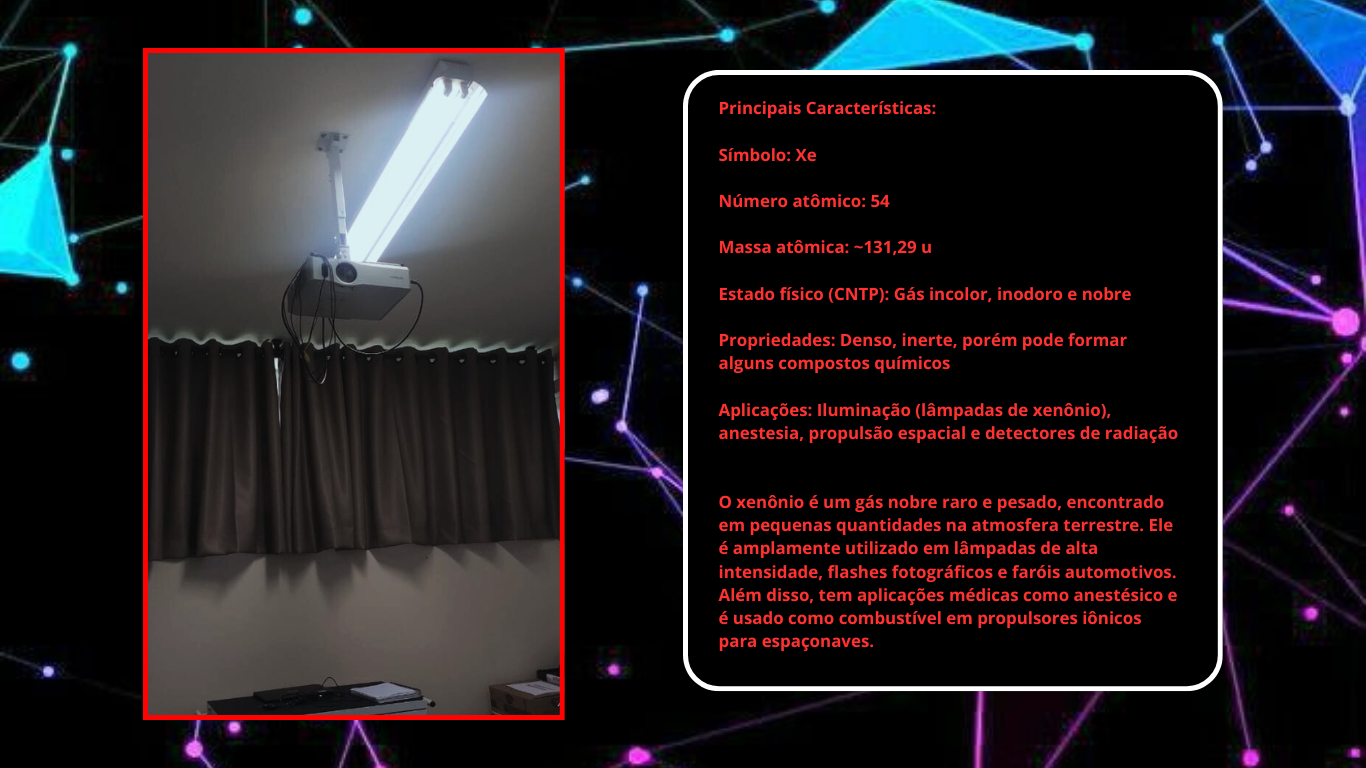 Principais Características:
Símbolo: Xe
Número atômico: 54
Massa atômica: ~131,29 u
Estado físico (CNTP): Gás incolor, inodoro e nobre
Propriedades: Denso, inerte, porém pode formar
alguns compostos químicos
Aplicações: Iluminação (lâmpadas de xenônio),
anestesia, propulsão espacial e detectores de radiação
O xenônio é um gás nobre raro e pesado, encontrado
em pequenas quantidades na atmosfera terrestre. Ele
é amplamente utilizado em lâmpadas de alta
intensidade, flashes fotográficos e faróis automotivos.
Além disso, tem aplicações médicas como anestésico e
é usado como combustível em propulsores iônicos
para espaçonaves.